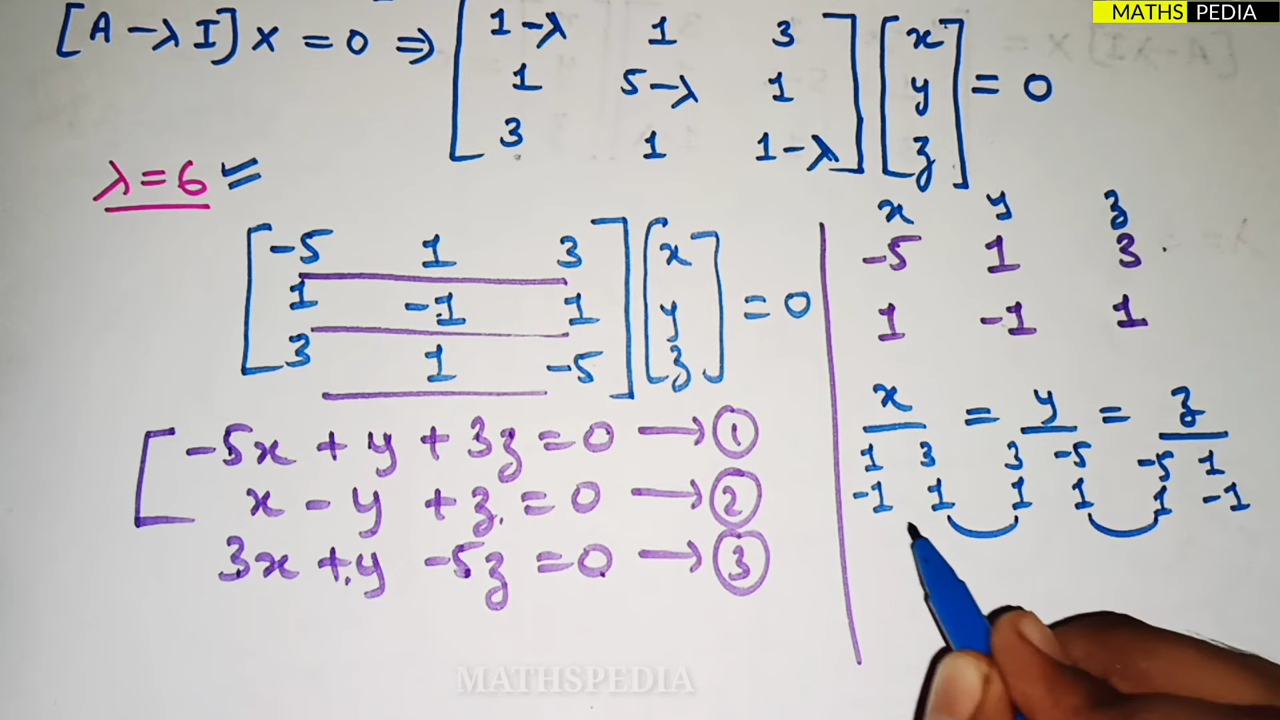 MATHS PEDIA
[A-λI] X = 0 ⇒ [1-λ 1 3] [x]
[1 5-λ 1] [y] = 0
[3 1 1-λ] [z]
λ=6
[-5 1 3] [x]
[1 -1 1] [y] = 0
[3 1 -5] [z]
-5x + y + 3z = 0 → ①
x - y + z = 0 → ②
3x + y -5z = 0 → ③
x y z
-5 1 3
1 -1 1
x = y = z
1 3 3 -5 -5 1
-1 1 1 1 1 -1
MATHSPEDIA